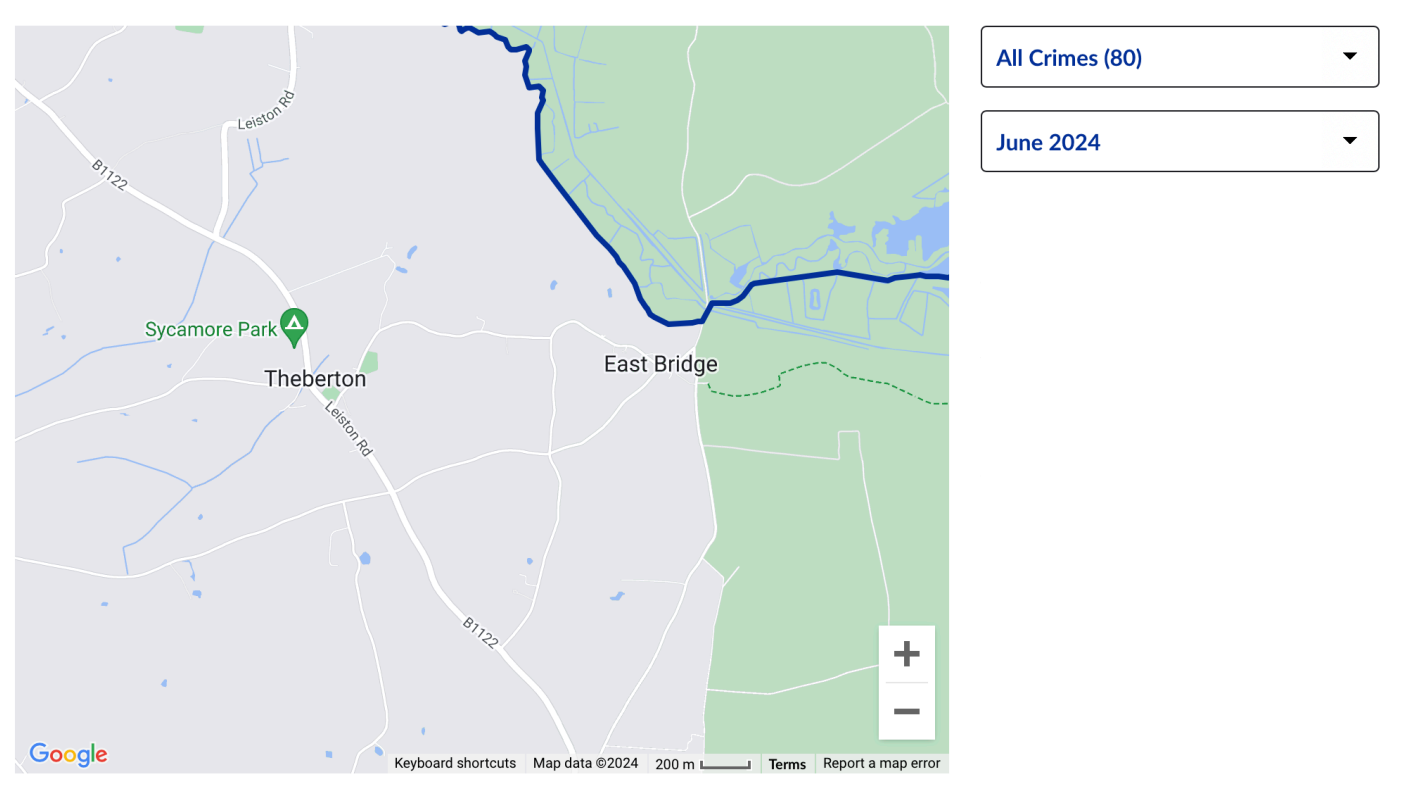 All Crimes (80)
June 2024
Leiston Rd
B1122
Sycamore Park
Theberton
East Bridge
Leiston Rd
B1122
Google
Keyboard shortcuts
Map data ©2024
200 m
Terms
Report a map error